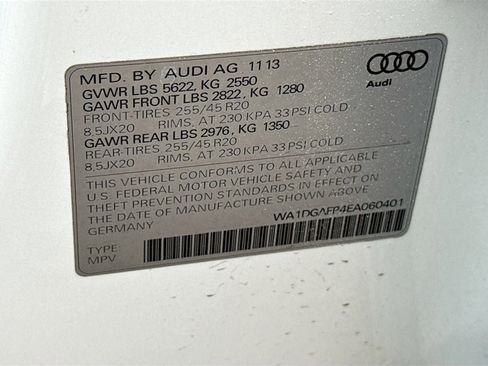 MFD. BY AUDI AG 11 13
GVWR LBS 5622, KG 2550
GAWR FRONT LBS 2822, KG 1280
FRONT-TIRES 255/45 R20
8.5JX20 RIMS, AT 230 KPA 33 PSI COLD
GAWR REAR LBS 2976, KG 1350
REAR-TIRES 255/45 R20
8.5JX20 RIMS, AT 230 KPA 33 PSI COLD
THIS VEHICLE CONFORMS TO ALL APPLICABLE
U.S. FEDERAL MOTOR VEHICLE SAFETY AND
THEFT PREVENTION STANDARDS IN EFFECT ON
THE DATE OF MANUFACTURE SHOWN ABOVE
GERMANY WA1DGAFP4EA060401
TYPE
MPV
Audi